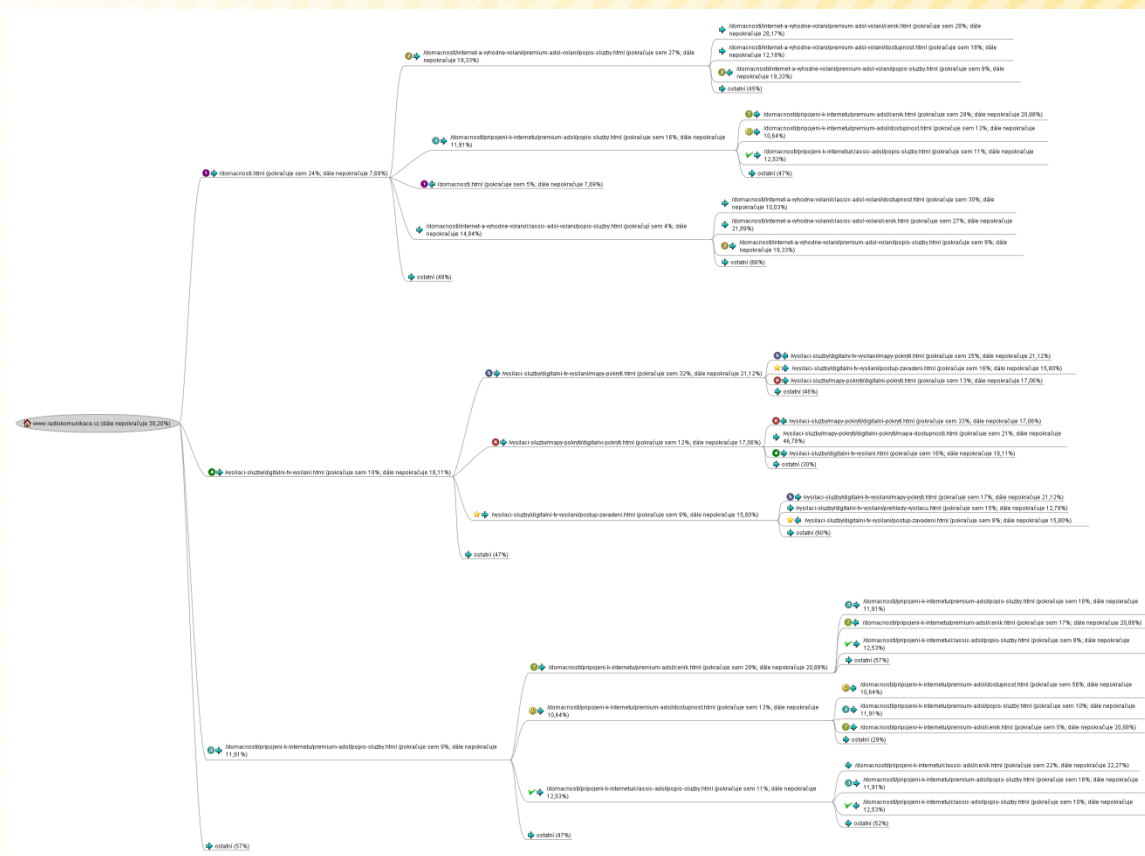 www.radiokomunikace.cz (dále nepokračuje 30,20%)
/domacnosti.html (pokračuje sem 24%; dále nepokračuje 7,69%)
/domacnosti/internet-a-vyhodne-volani/premium-adsl-volani/popis-sluzby.html (pokračuje sem 27%; dále
nepokračuje 19,33%)
/domacnosti/internet-a-vyhodne-volani/premium-adsl-volani/cenik.html (pokračuje sem 28%; dále
nepokračuje 20,17%)
/domacnosti/internet-a-vyhodne-volani/premium-adsl-volani/dostupnost.html (pokračuje sem 18%; dále
nepokračuje 12,18%)
2
/domacnosti/internet-a-vyhodne-volani/premium-adsl-volani/popis-sluzby.html (pokračuje sem 9%; dále
nepokračuje 19,33%)
ostatní (45%)
3
/domacnosti/pripojeni-k-internetu/premium-adsl/popis-sluzby.html (pokračuje sem 16%; dále nepokračuje
11,91%)
7
/domacnosti/pripojeni-k-internetu/premium-adsl/cenik.html (pokračuje sem 29%; dále nepokračuje 20,88%)
/domacnosti/pripojeni-k-internetu/premium-adsl/dostupnost.html (pokračuje sem 13%; dále nepokračuje
10,64%)
/domacnosti/pripojeni-k-internetu/classic-adsl/popis-sluzby.html (pokračuje sem 11%; dále nepokračuje
12,53%)
ostatní (47%)
1
/domacnosti.html (pokračuje sem 5%; dále nepokračuje 7,69%)
/domacnosti/internet-a-vyhodne-volani/classic-adsl-volani/popis-sluzby.html (pokračuje sem 4%; dále
nepokračuje 14,84%)
/domacnosti/internet-a-vyhodne-volani/classic-adsl-volani/dostupnost.html (pokračuje sem 30%; dále
nepokračuje 10,93%)
/domacnosti/internet-a-vyhodne-volani/classic-adsl-volani/cenik.html (pokračuje sem 27%; dále nepokračuje
21,89%)
2
/domacnosti/internet-a-vyhodne-volani/premium-adsl-volani/popis-sluzby.html (pokračuje sem 9%; dále
nepokračuje 19,33%)
ostatní (66%)
ostatní (48%)
4
/vysilaci-sluzby/digitalni-tv-vysilani.html (pokračuje sem 10%; dále nepokračuje 18,11%)
5
/vysilaci-sluzby/digitalni-tv-vysilani/mapy-pokryti.html (pokračuje sem 32%; dále nepokračuje 21,12%)
5
/vysilaci-sluzby/digitalni-tv-vysilani/mapy-pokryti.html (pokračuje sem 25%; dále nepokračuje 21,12%)
/vysilaci-sluzby/digitalni-tv-vysilani/postup-zavadeni.html (pokračuje sem 16%; dále nepokračuje 15,80%)
6
/vysilaci-sluzby/mapy-pokryti/digitalni-pokryti.html (pokračuje sem 13%; dále nepokračuje 17,06%)
ostatní (46%)
6
/vysilaci-sluzby/mapy-pokryti/digitalni-pokryti.html (pokračuje sem 12%; dále nepokračuje 17,06%)
6
/vysilaci-sluzby/mapy-pokryti/digitalni-pokryti.html (pokračuje sem 33%; dále nepokračuje 17,06%)
/vysilaci-sluzby/mapy-pokryti/digitalni-pokryti/mapa-dostupnosti.html (pokračuje sem 21%; dále nepokračuje
46,78%)
4
/vysilaci-sluzby/digitalni-tv-vysilani.html (pokračuje sem 16%; dále nepokračuje 18,11%)
ostatní (30%)
/vysilaci-sluzby/digitalni-tv-vysilani/postup-zavadeni.html (pokračuje sem 9%; dále nepokračuje 15,80%)
5
/vysilaci-sluzby/digitalni-tv-vysilani/mapy-pokryti.html (pokračuje sem 17%; dále nepokračuje 21,12%)
/vysilaci-sluzby/digitalni-tv-vysilani/prehledy-vysilacu.html (pokračuje sem 15%; dále nepokračuje 12,79%)
/vysilaci-sluzby/digitalni-tv-vysilani/postup-zavadeni.html (pokračuje sem 8%; dále nepokračuje 15,80%)
ostatní (60%)
ostatní (47%)
3
/domacnosti/pripojeni-k-internetu/premium-adsl/popis-sluzby.html (pokračuje sem 9%; dále nepokračuje
11,91%)
7
/domacnosti/pripojeni-k-internetu/premium-adsl/cenik.html (pokračuje sem 29%; dále nepokračuje 20,88%)
3
/domacnosti/pripojeni-k-internetu/premium-adsl/popis-sluzby.html (pokračuje sem 18%; dále nepokračuje
11,91%)
7
/domacnosti/pripojeni-k-internetu/premium-adsl/cenik.html (pokračuje sem 17%; dále nepokračuje 20,88%)
/domacnosti/pripojeni-k-internetu/classic-adsl/popis-sluzby.html (pokračuje sem 8%; dále nepokračuje
12,53%)
ostatní (57%)
/domacnosti/pripojeni-k-internetu/premium-adsl/dostupnost.html (pokračuje sem 13%; dále nepokračuje
10,64%)
/domacnosti/pripojeni-k-internetu/premium-adsl/dostupnost.html (pokračuje sem 56%; dále nepokračuje
10,64%)
3
/domacnosti/pripojeni-k-internetu/premium-adsl/popis-sluzby.html (pokračuje sem 10%; dále nepokračuje
11,91%)
7
/domacnosti/pripojeni-k-internetu/premium-adsl/cenik.html (pokračuje sem 5%; dále nepokračuje 20,88%)
ostatní (29%)
/domacnosti/pripojeni-k-internetu/classic-adsl/popis-sluzby.html (pokračuje sem 11%; dále nepokračuje
12,53%)
/domacnosti/pripojeni-k-internetu/classic-adsl/cenik.html (pokračuje sem 22%; dále nepokračuje 22,27%)
3
/domacnosti/pripojeni-k-internetu/premium-adsl/popis-sluzby.html (pokračuje sem 16%; dále nepokračuje
11,91%)
/domacnosti/pripojeni-k-internetu/classic-adsl/popis-sluzby.html (pokračuje sem 10%; dále nepokračuje
12,53%)
ostatní (52%)
ostatní (47%)
ostatní (57%)